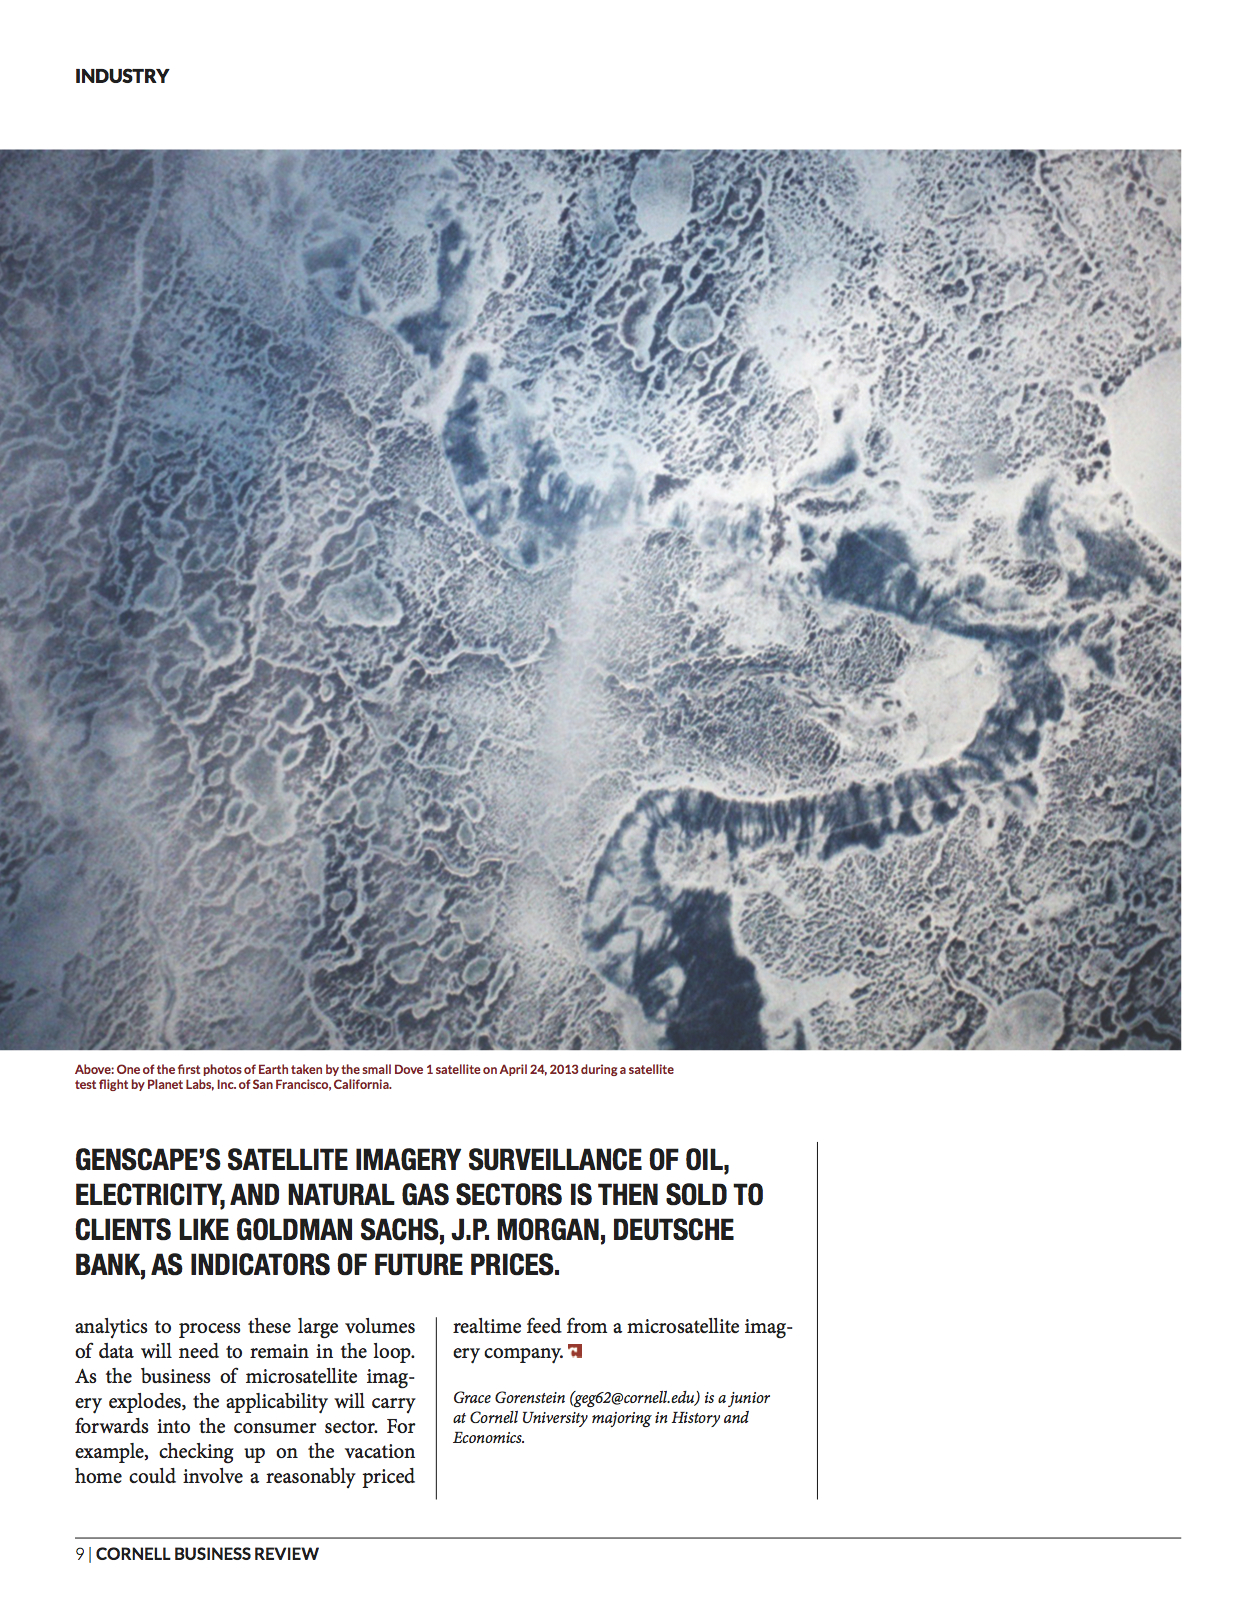 INDUSTRY
Above: One of the first photos of Earth taken by the small Dove 1 satellite on April 24, 2013 during a satellite
test flight by Planet Labs, Inc. of San Francisco, California.
GENSCAPE’S SATELLITE IMAGERY SURVEILLANCE OF OIL,
ELECTRICITY, AND NATURAL GAS SECTORS IS THEN SOLD TO
CLIENTS LIKE GOLDMAN SACHS, J.P. MORGAN, DEUTSCHE
BANK, AS INDICATORS OF FUTURE PRICES.
analytics to process these large volumes
of data will need to remain in the loop.
As the business of microsatellite imag-
ery explodes, the applicability will carry
forwards into the consumer sector. For
example, checking up on the vacation
home could involve a reasonably priced
realtime feed from a microsatellite imag-
ery company.
Grace Gorenstein (geg62@cornell.edu) is a junior
at Cornell University majoring in History and
Economics.
9 | CORNELL BUSINESS REVIEW